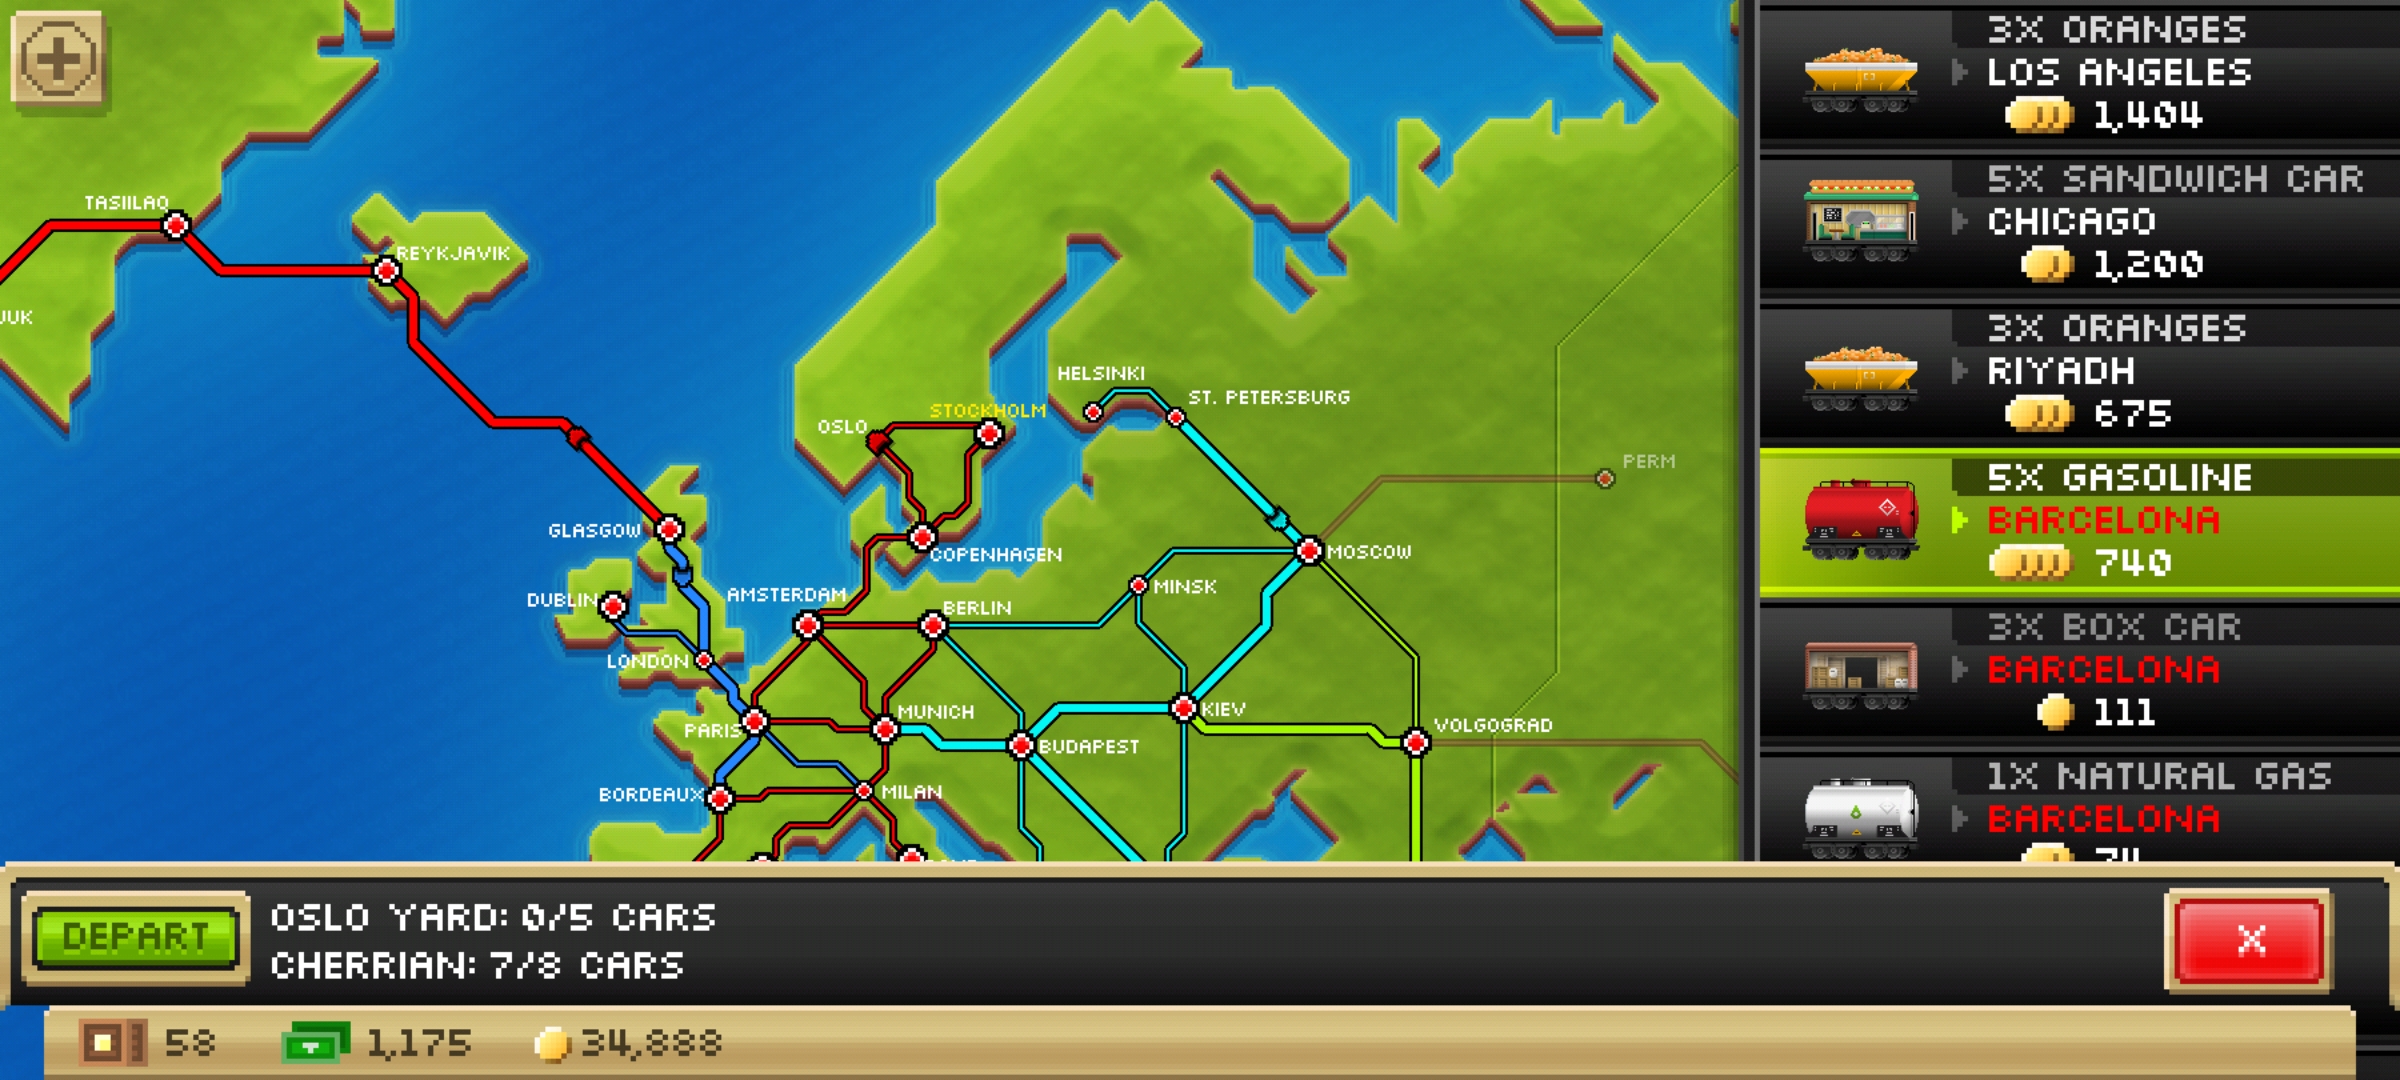 TASIILAQ
REYKJAVIK
HELSINKI
ST. PETERSBURG
STOCKHOLM
OSLO
PERM
GLASGOW
COPENHAGEN
MOSCOW
DUBLIN
AMSTERDAM
BERLIN
MINSK
LONDON
PARIS
MUNICH
KIEV
BUDAPEST
VOLGOGRAD
BORDEAUX
MILAN
3X ORANGES
LOS ANGELES
1,404
5X SANDWICH CAR
CHICAGO
1,200
3X ORANGES
RIYADH
675
5X GASOLINE
BARCELONA
740
3X BOX CAR
BARCELONA
111
1X NATURAL GAS
BARCELONA
DEPART
OSLO YARD: 0/5 CARS
CHERRIAN: 7/8 CARS
X
58
1,175
34,888